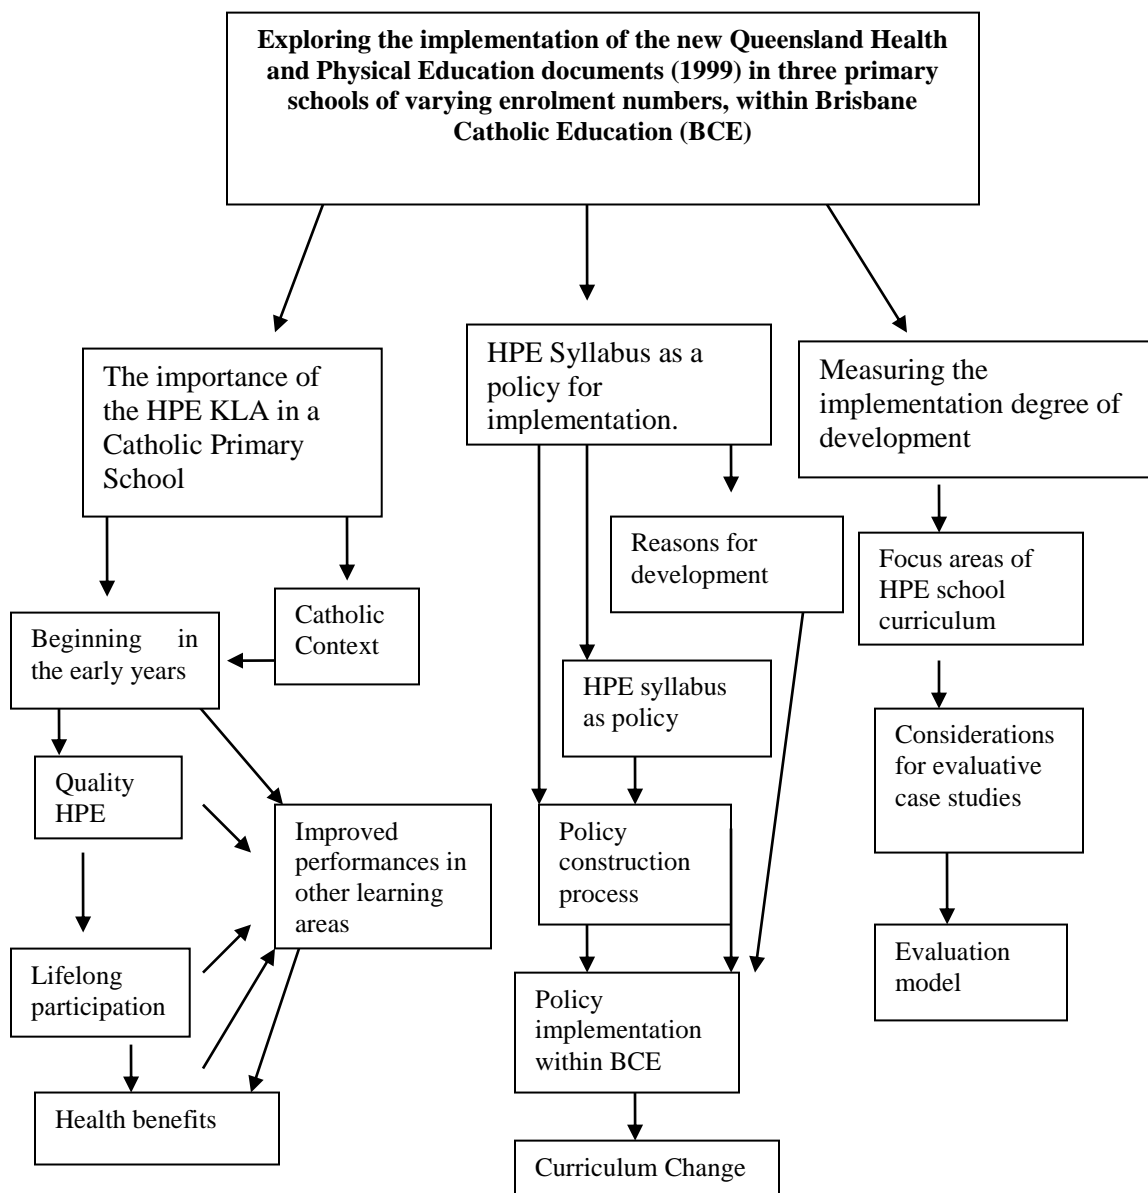 Exploring the implementation of the new Queensland Health
and Physical Education documents (1999) in three primary
schools of varying enrolment numbers, within Brisbane
Catholic Education (BCE)
The importance of
the HPE KLA in a
Catholic Primary
School
HPE Syllabus as a
policy for
implementation.
Measuring the
implementation degree of
development
Reasons for
development
Focus areas of
HPE school
curriculum
Beginning in
the early years
Catholic
Context
HPE syllabus
as policy
Considerations
for evaluative
case studies
Quality
HPE
Improved
performances in
other learning
areas
Policy
construction
process
Evaluation
model
Lifelong
participation
Policy
implementation
within BCE
Health benefits
Curriculum Change